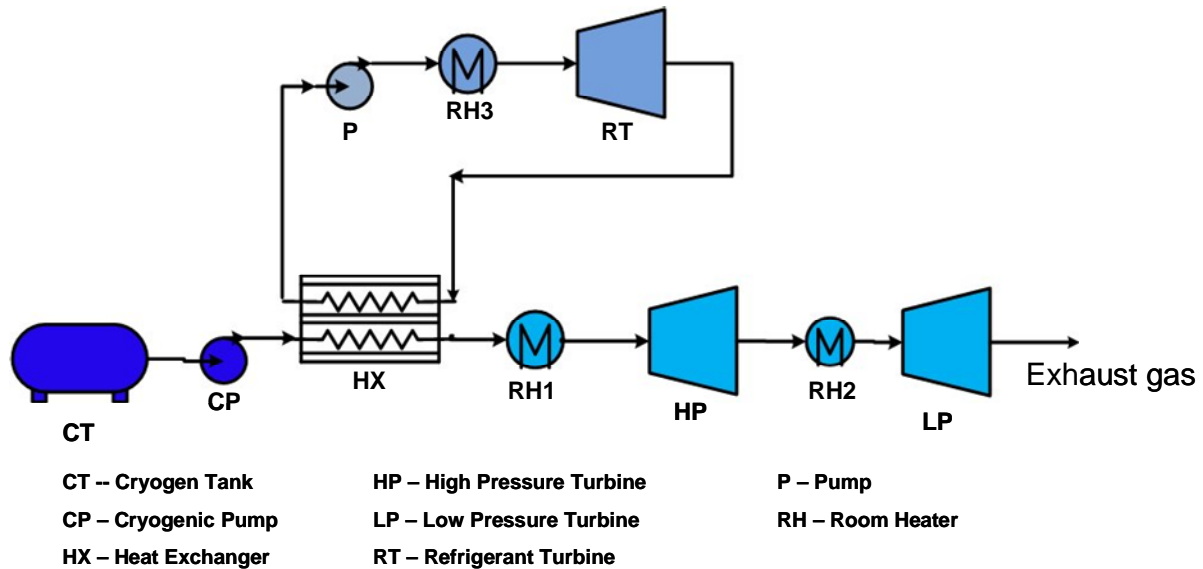 P
RH3
RT
HX
CP
CT
RH1
HP
RH2
LP
Exhaust gas
CT -- Cryogen Tank
HP – High Pressure Turbine
P – Pump
CP – Cryogenic Pump
LP – Low Pressure Turbine
RH – Room Heater
HX – Heat Exchanger
RT – Refrigerant Turbine